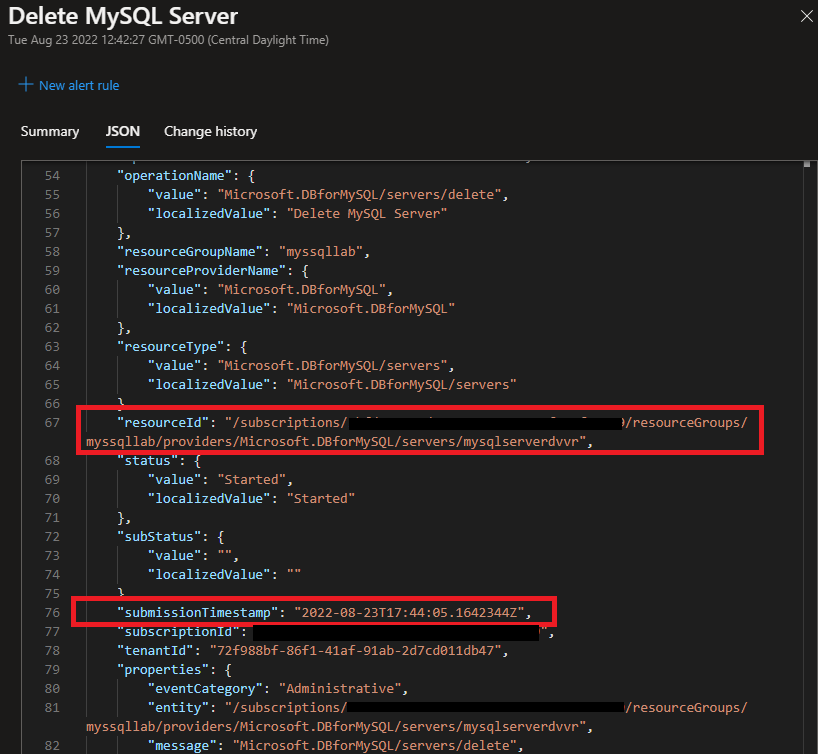 Delete MySQL Server
Tue Aug 23 2022 12:42:27 GMT-0500 (Central Daylight Time)
New alert rule
Summary JSON Change history
54 "operationName": {
55 "value": "Microsoft.DBforMySQL/servers/delete",
56 "localizedValue": "Delete MySQL Server"
57 },
58 "resourceGroupName": "myssqllab",
59 "resourceProviderName": {
60 "value": "Microsoft.DBforMySQL",
61 "localizedValue": "Microsoft.DBforMySQL"
62 },
63 "resourceType": {
64 "value": "Microsoft.DBforMySQL/servers",
65 "localizedValue": "Microsoft.DBforMySQL/servers"
66 }
67 "resourceId": "/subscriptions/ /resourceGroups/
myssqllab/providers/Microsoft.DBforMySQL/servers/mysqlserverdvvr",
68 "status": {
69 "value": "Started",
70 "localizedValue": "Started"
71 },
72 "subStatus": {
73 "value": "",
74 "localizedValue": ""
75 }
76 "submissionTimestamp": "2022-08-23T17:44:05.1642344Z",
77 "subscriptionId": ",
78 "tenantId": "72f988bf-86f1-41af-91ab-2d7cd011db47",
79 "properties": {
80 "eventCategory": "Administrative",
81 "entity": "/subscriptions/ /resourceGroups/
myssqllab/providers/Microsoft.DBforMySQL/servers/mysqlserverdvvr",
82 "message": "Microsoft.DBforMySQL/servers/delete",